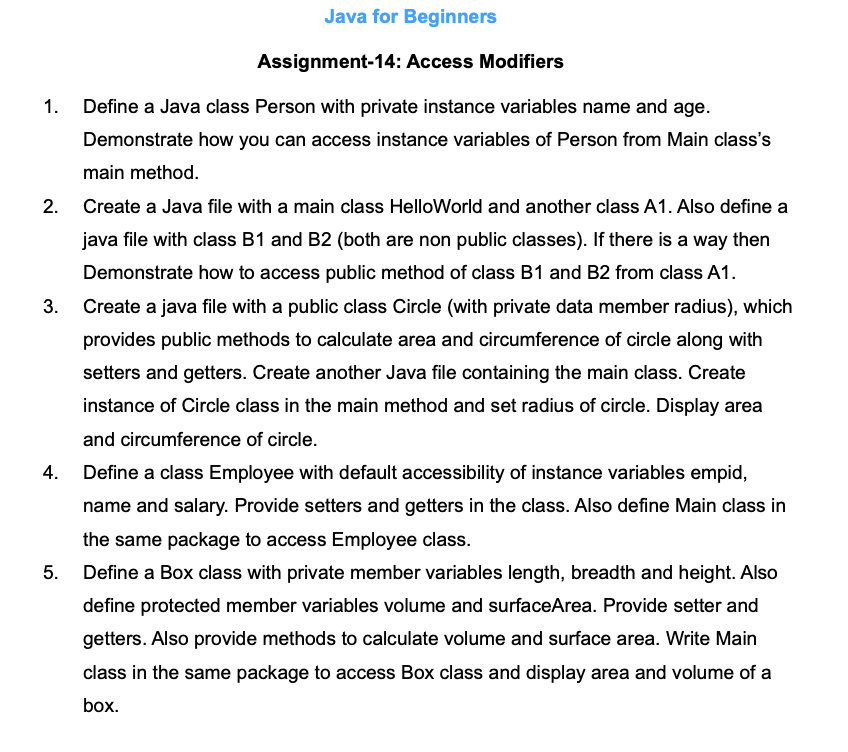 Java for Beginners
Assignment-14: Access Modifiers
1. Define a Java class Person with private instance variables name and age.
Demonstrate how you can access instance variables of Person from Main class's
main method.
2. Create a Java file with a main class HelloWorld and another class A1. Also define a
java file with class B1 and B2 (both are non public classes). If there is a way then
Demonstrate how to access public method of class B1 and B2 from class A1.
3. Create a java file with a public class Circle (with private data member radius), which
provides public methods to calculate area and circumference of circle along with
setters and getters. Create another Java file containing the main class. Create
instance of Circle class in the main method and set radius of circle. Display area
and circumference of circle.
4. Define a class Employee with default accessibility of instance variables empid,
name and salary. Provide setters and getters in the class. Also define Main class in
the same package to access Employee class.
5. Define a Box class with private member variables length, breadth and height. Also
define protected member variables volume and surfaceArea. Provide setter and
getters. Also provide methods to calculate volume and surface area. Write Main
class in the same package to access Box class and display area and volume of a
box.